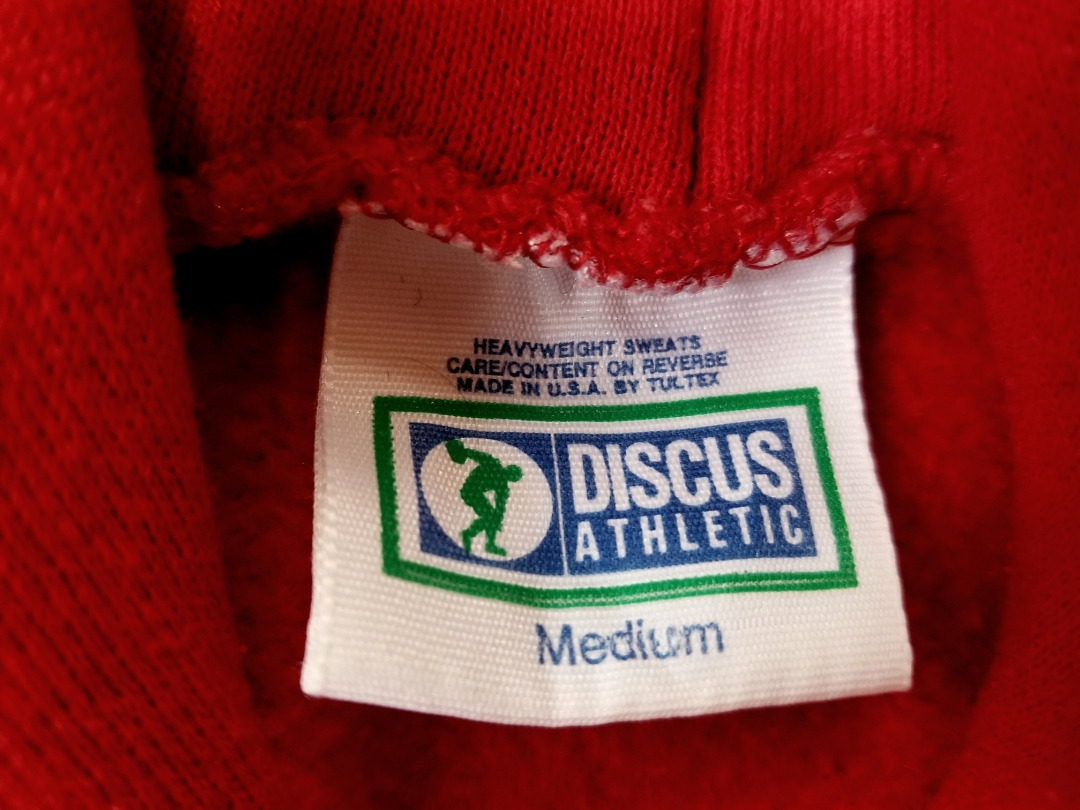 HEAVYWEIGHT SWEATS
CARE/CONTENT ON REVERSE
MADE IN U.S.A. BY TULTEX
DISCUS
ATHLETIC
Medium